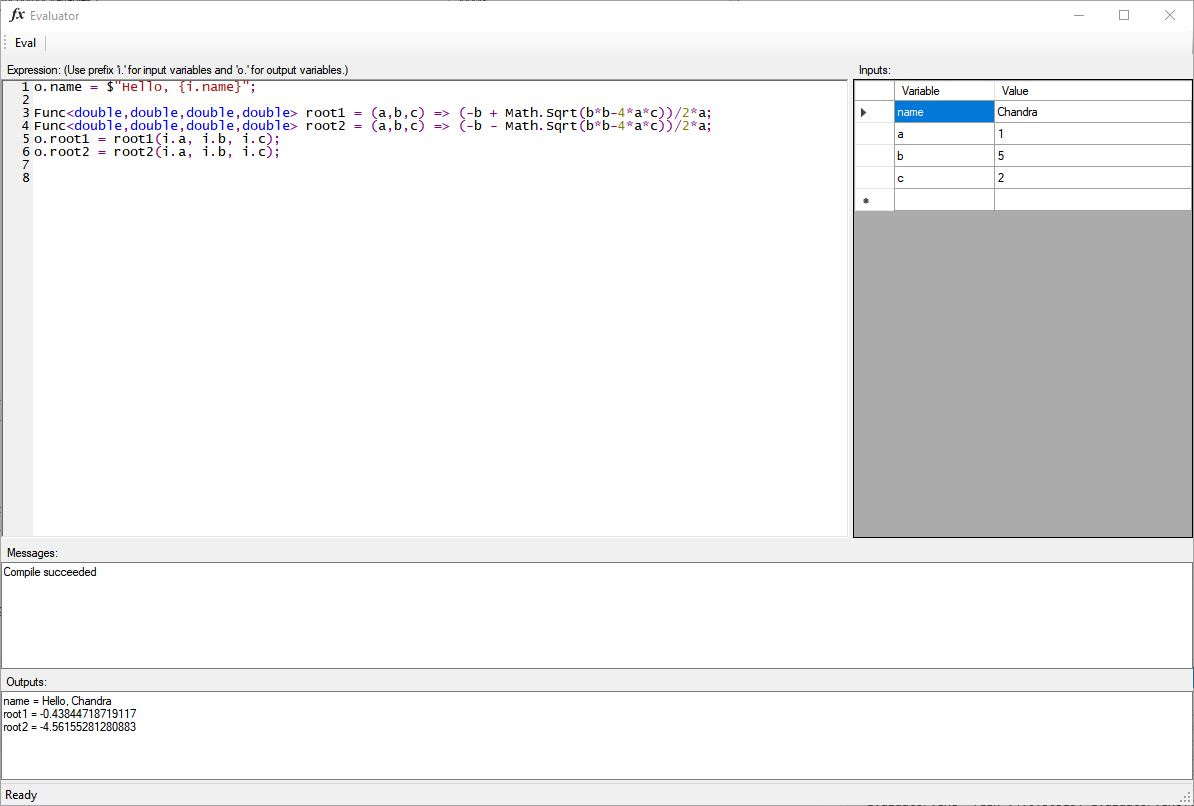 fx Evaluator
Eval
Expression: (Use prefix 'i.' for input variables and 'o.' for output variables.)
1 o.name = $"Hello, {i.name}";
2
3 Func<double,double,double,double> root1 = (a,b,c) => (-b + Math.Sqrt(b*b-4*a*c))/2*a;
4 Func<double,double,double,double> root2 = (a,b,c) => (-b - Math.Sqrt(b*b-4*a*c))/2*a;
5 o.root1 = root1(i.a, i.b, i.c);
6 o.root2 = root2(i.a, i.b, i.c);
7
8
Inputs:
Variable Value
name Chandra
a 1
b 5
c 2
Messages:
Compile succeeded
Outputs:
name = Hello, Chandra
root1 = -0.43844718719117
root2 = -4.56155281280883
Ready